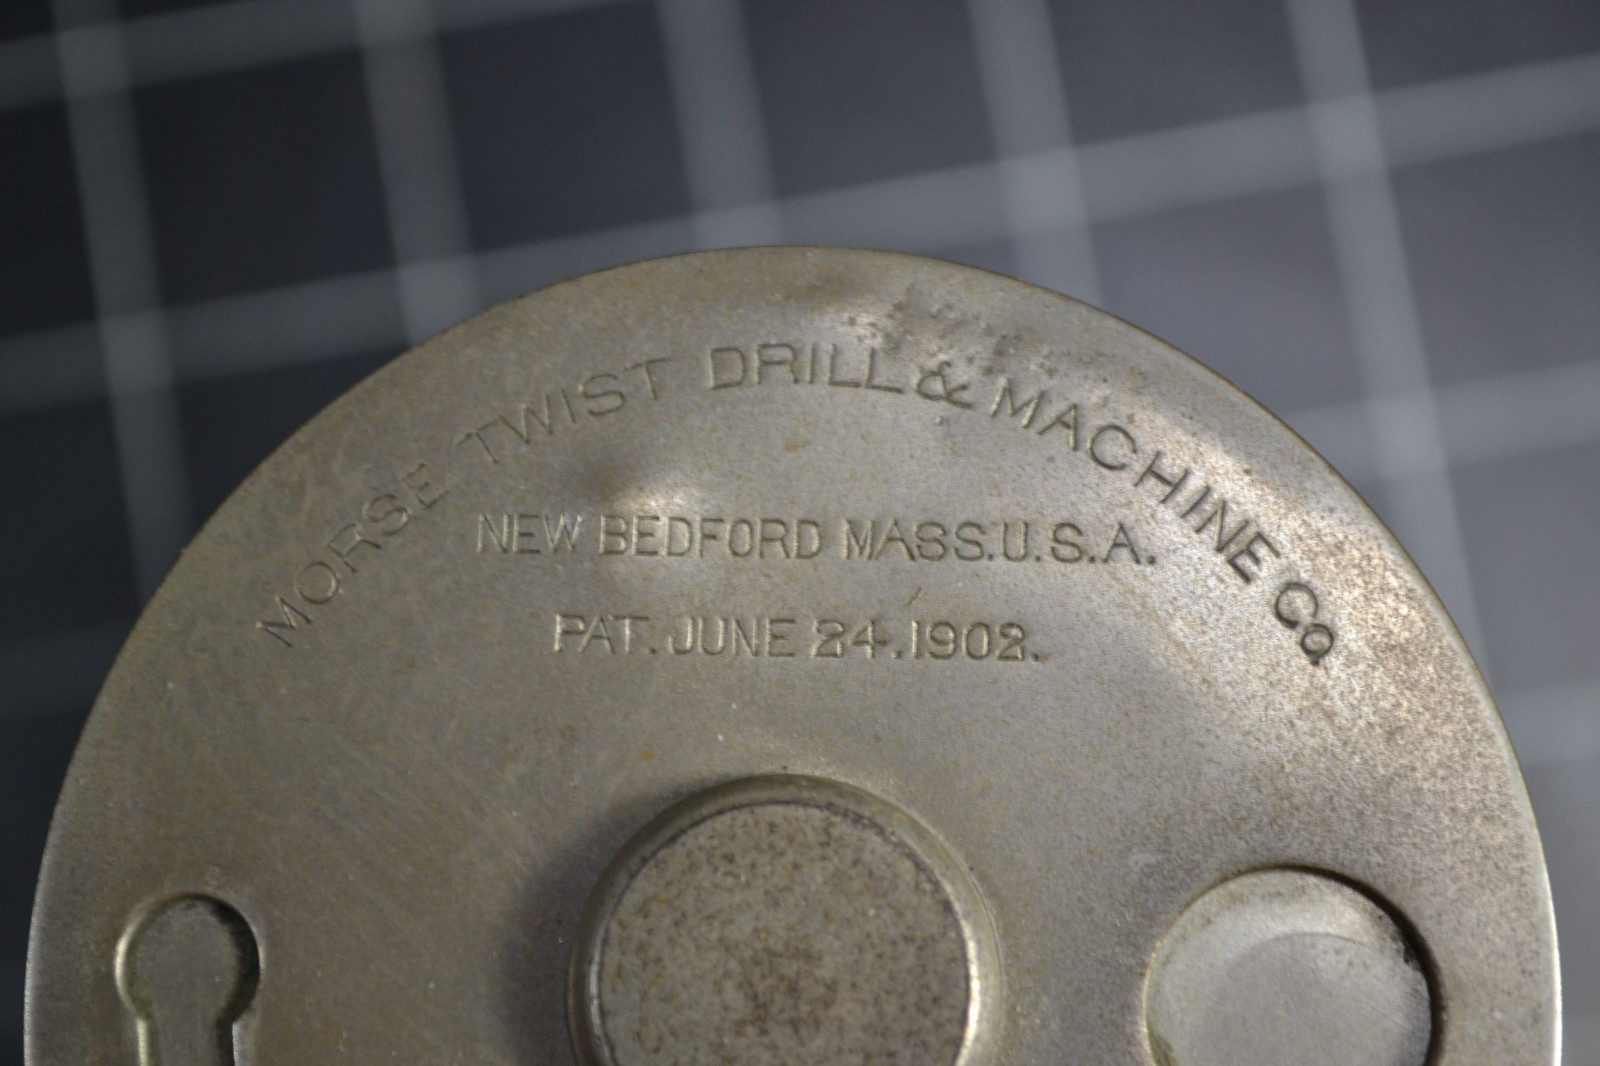 MORSE TWIST DRILL & MACHINE Co.
NEW BEDFORD MASS.U.S.A.
PAT. JUNE 24.1902.